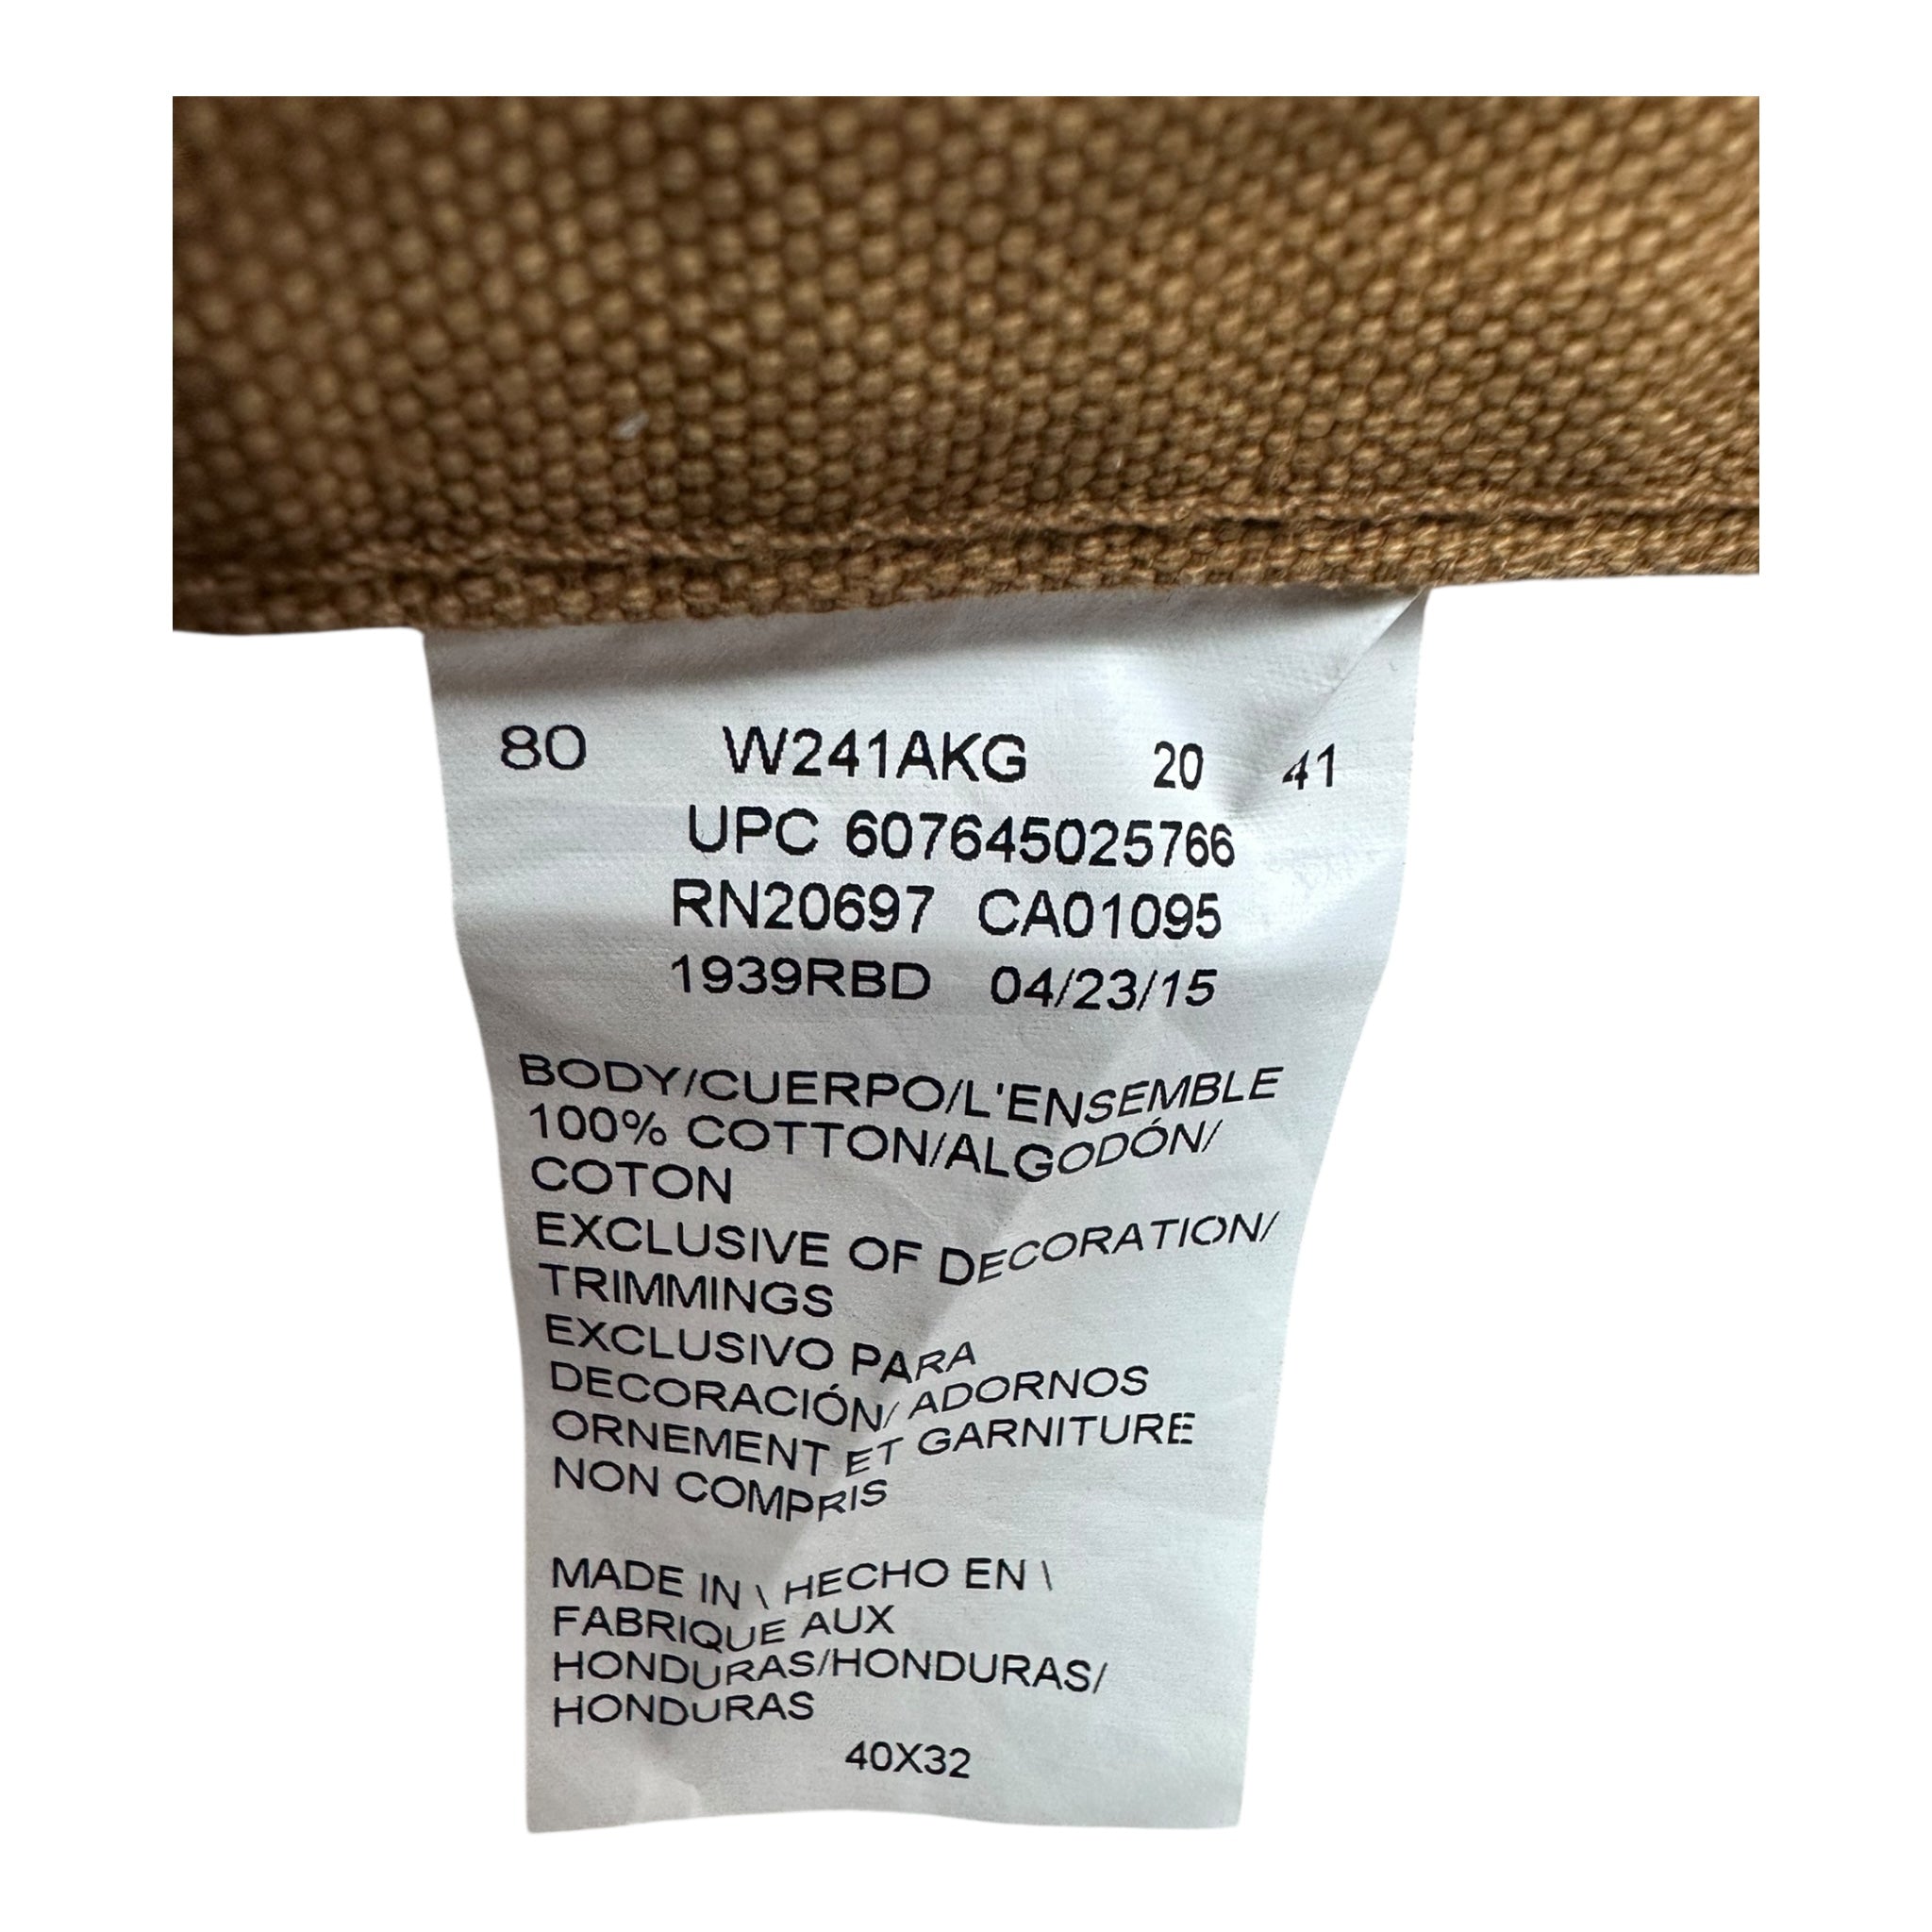 80 W241AKG 20 41
UPC 607645025766
RN20697 CA01095
1939RBD 04/23/15
BODY/CUERPO/L'ENSEMBLE
100% COTTON/ALGODÓN/
COTON
EXCLUSIVE OF DECORATION/
TRIMMINGS
EXCLUSIVO PARA
DECORACIÓN/ ADORNOS
ORNEMENT ET GARNITURE
NON COMPRIS
MADE IN \ HECHO EN \
FABRIQUE AUX
HONDURAS/HONDURAS/
HONDURAS
40X32